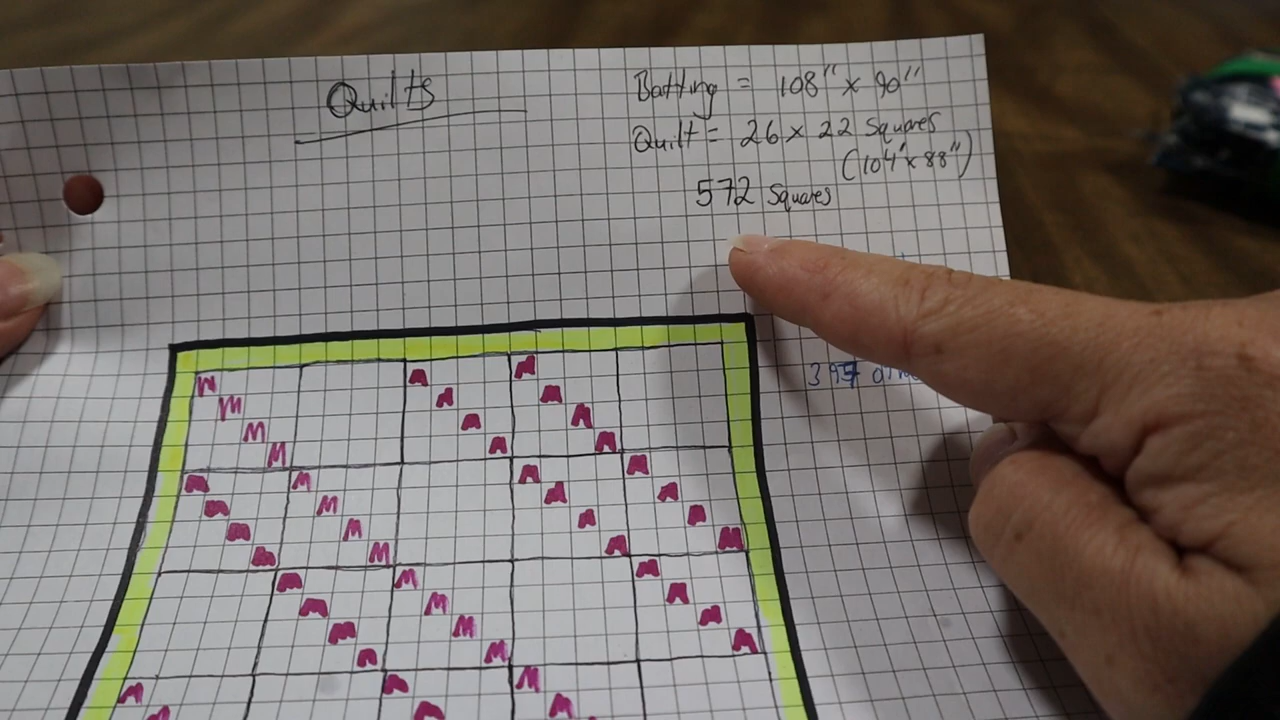 Quilts
Batting = 108" x 90"
Quilt = 26 x 22 Squares
(104" x 88")
572 Squares
M
M
M
M
M
M
M
M
M
M
M
M
M
M